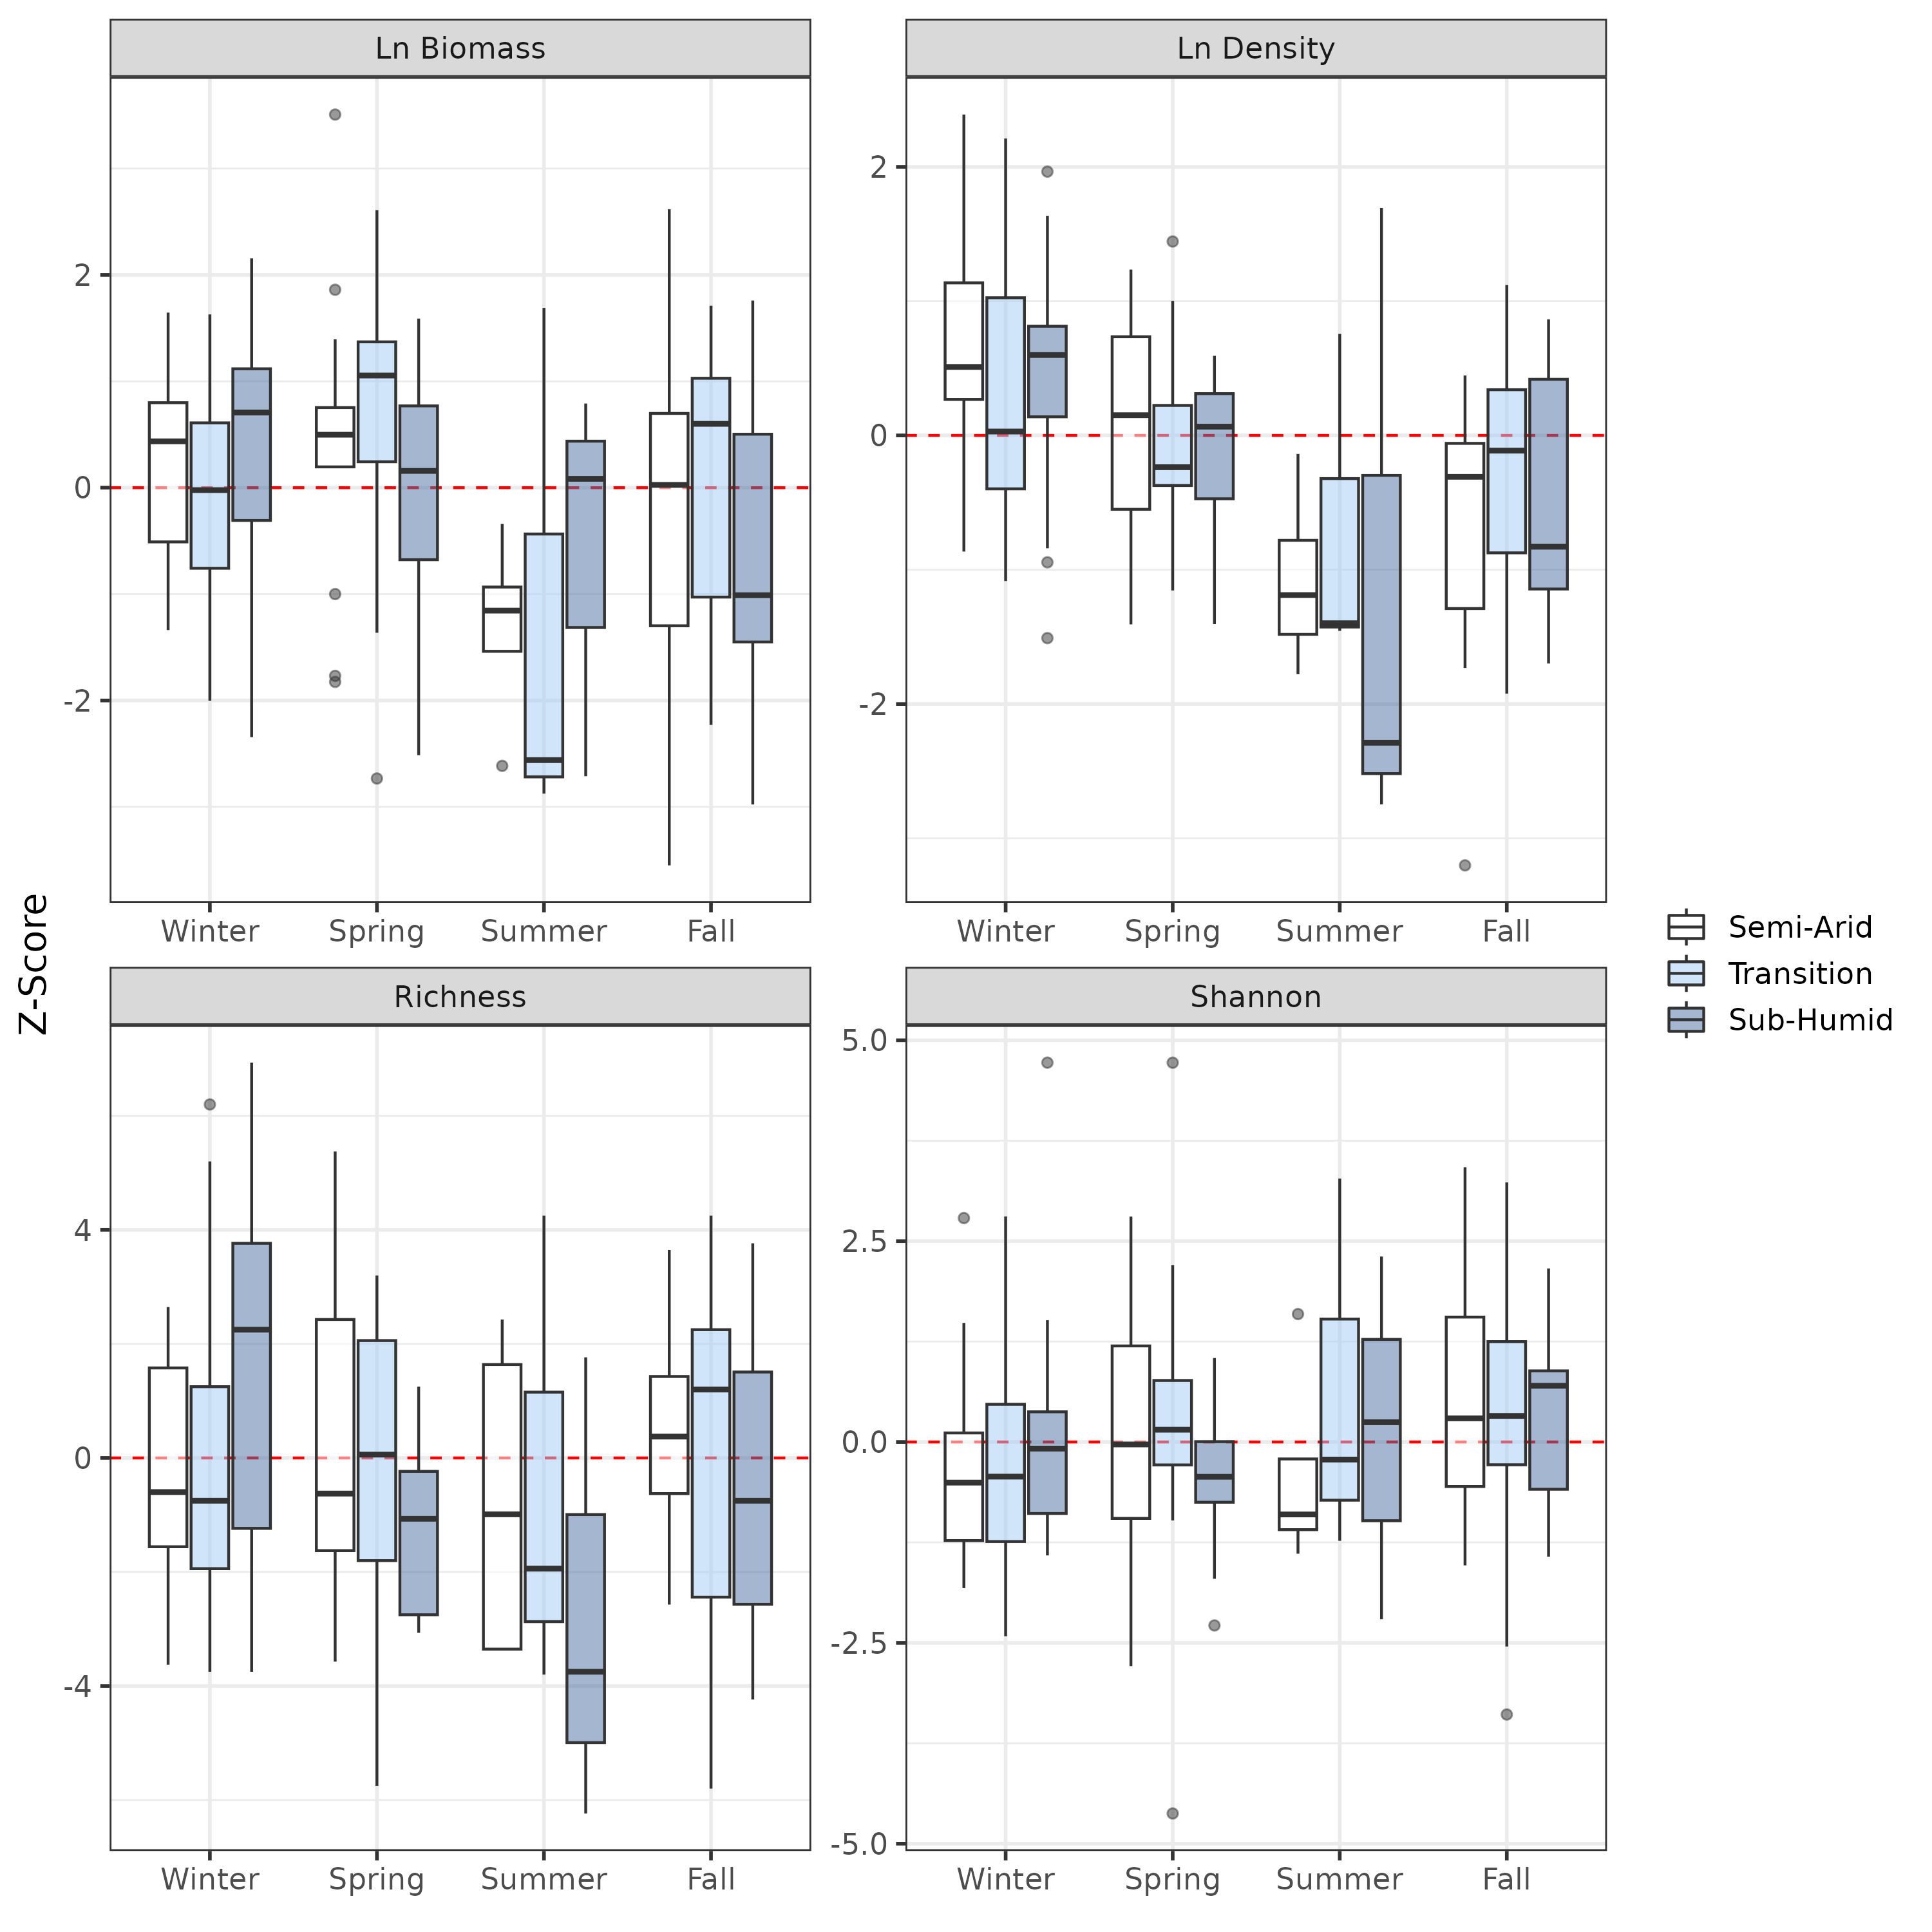 Ln Biomass
Ln Density
2
0
-2
2
0
-2
Winter Spring Summer Fall
Winter Spring Summer Fall
Z-Score
Semi-Arid
Transition
Sub-Humid
Richness
Shannon
4
0
-4
5.0
2.5
0.0
-2.5
-5.0
Winter Spring Summer Fall
Winter Spring Summer Fall